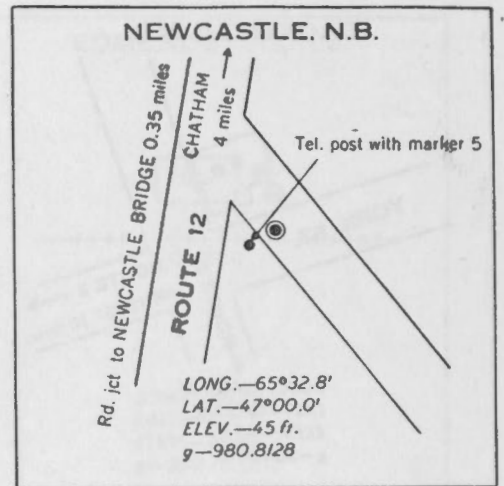 NEWCASTLE, N.B.
Rd. jct to NEWCASTLE BRIDGE 0.35 miles
ROUTE 12
CHATHAM
4 miles
Tel. post with marker 5
LONG.—65°32.8'
LAT.—47°00.0'
ELEV.—45 ft.
g—980.8128